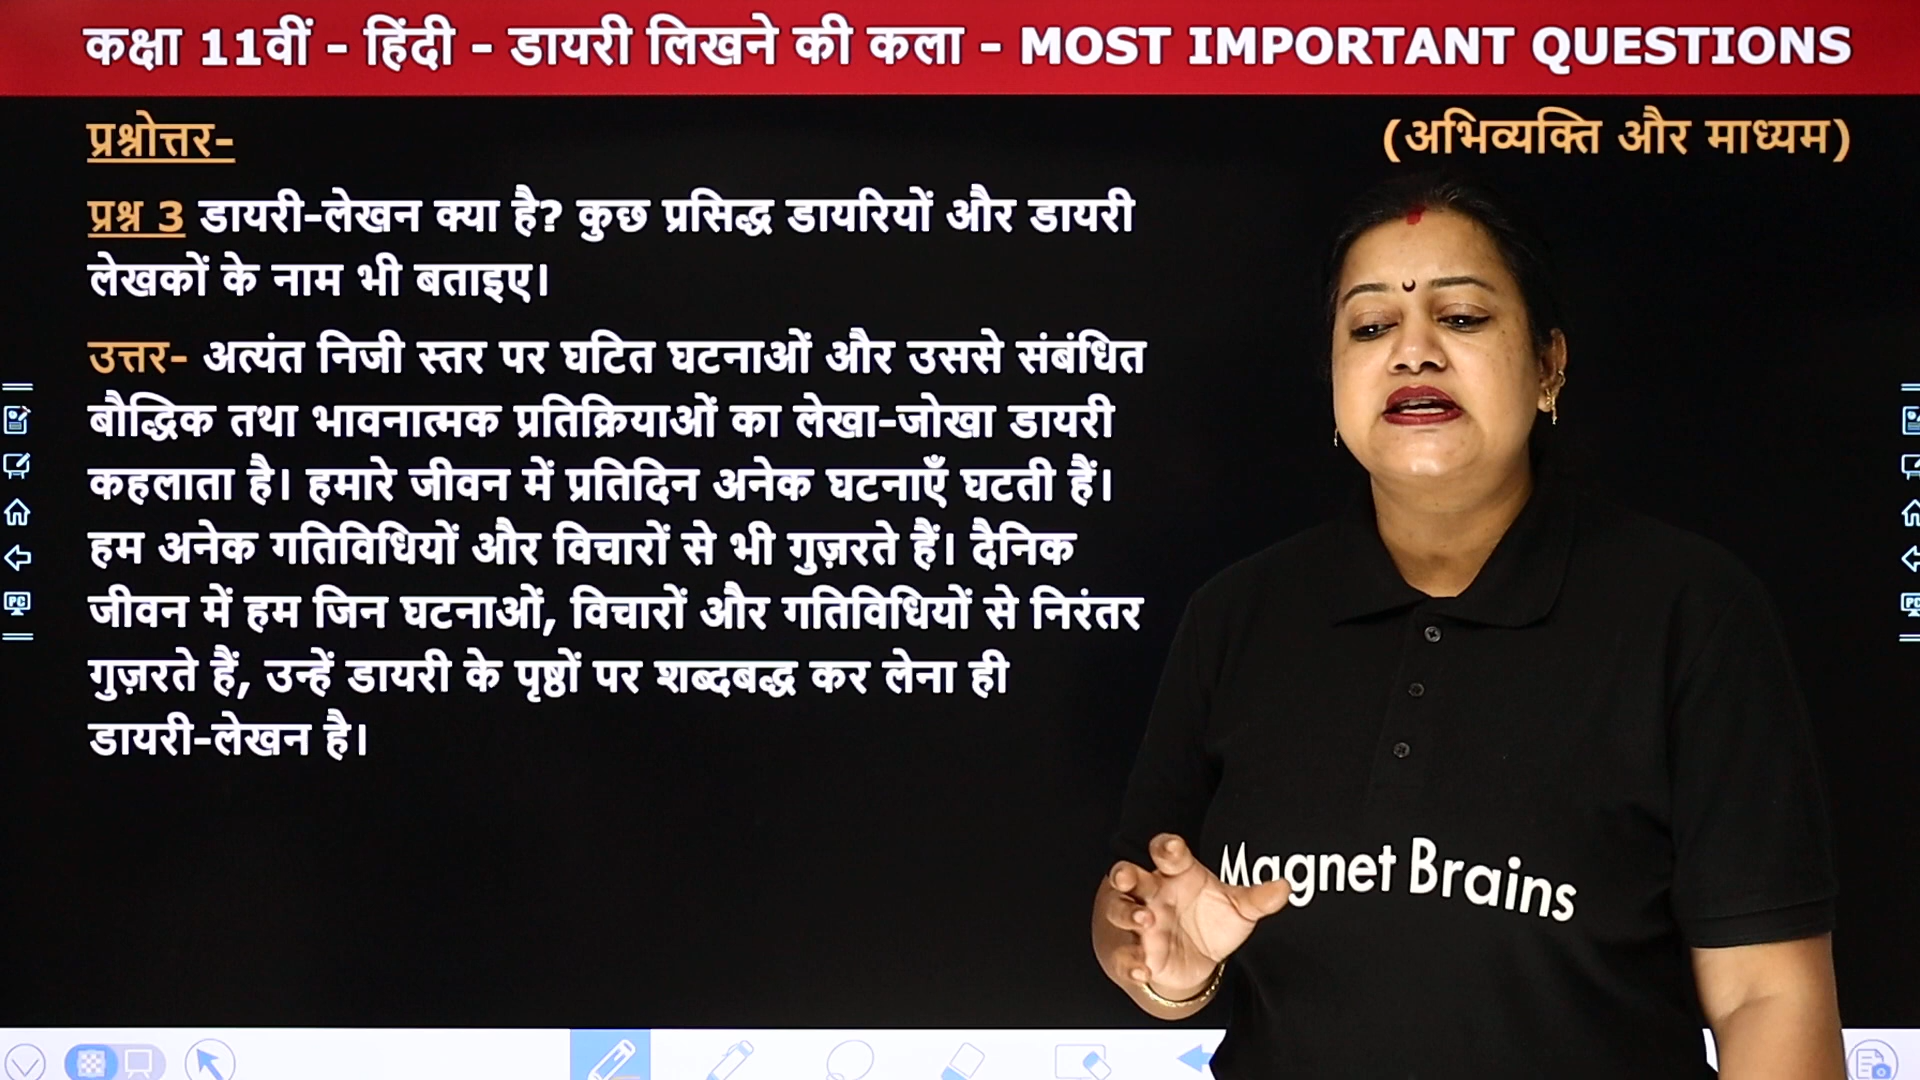 कक्षा 11वीं - हिंदी - डायरी लिखने की कला - MOST IMPORTANT QUESTIONS
प्रश्नोत्तर-
(अभिव्यक्ति और माध्यम)
प्रश्न 3 डायरी-लेखन क्या है? कुछ प्रसिद्ध डायरियों और डायरी
लेखकों के नाम भी बताइए।
उत्तर- अत्यंत निजी स्तर पर घटित घटनाओं और उससे संबंधित
बौद्धिक तथा भावनात्मक प्रतिक्रियाओं का लेखा-जोखा डायरी
कहलाता है। हमारे जीवन में प्रतिदिन अनेक घटनाएँ घटती हैं।
हम अनेक गतिविधियों और विचारों से भी गुज़रते हैं। दैनिक
जीवन में हम जिन घटनाओं, विचारों और गतिविधियों से निरंतर
गुज़रते हैं, उन्हें डायरी के पृष्ठों पर शब्दबद्ध कर लेना ही
डायरी-लेखन है।
Magnet Brains
PC
PC